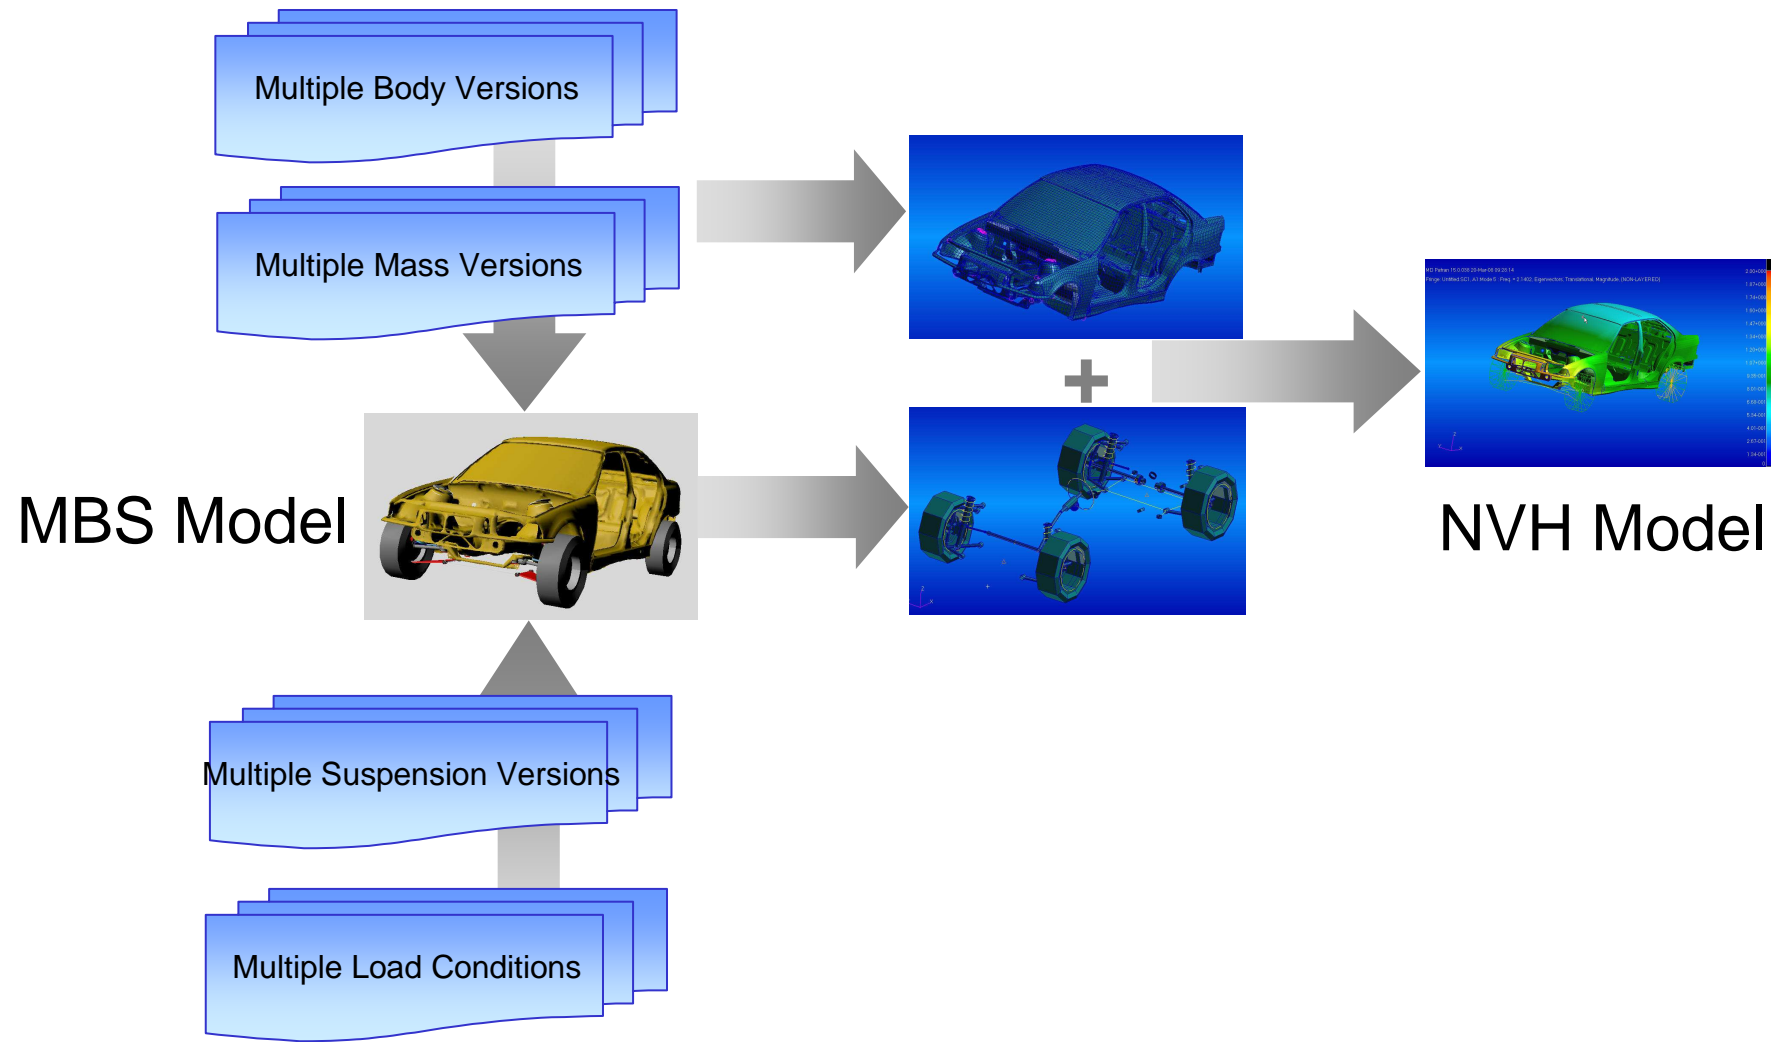 Multiple Body Versions
Multiple Mass Versions
MBS Model
Multiple Suspension Versions
Multiple Load Conditions
NVH Model